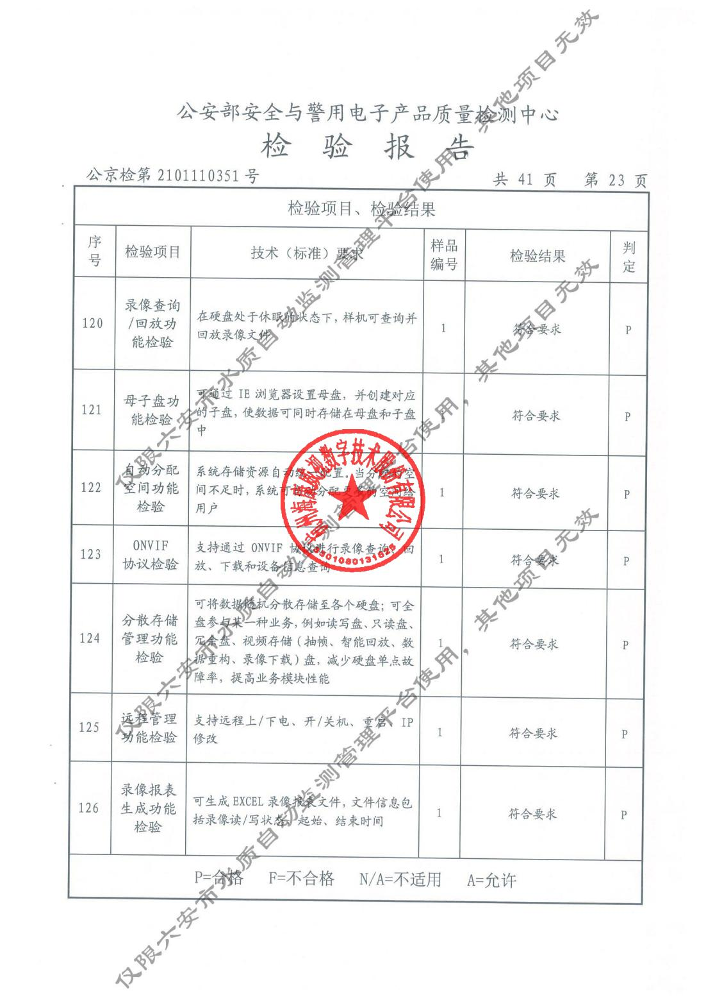 公安部安全与警用电子产品质量检测中心
检 验 报 告
公京检第 2101110351 号
共 41 页 第 23 页
检验项目、检验结果
序号
检验项目
技术（标准）要求
样品
编号
检验结果
判定
120
录像查询
/回放功
能检验
在硬盘处于休眠的状态下，样机可查询并
回放录像文件
1
符合要求
P
121
母子盘功
能检验
可通过 IE 浏览器设置母盘，并创建对应
的子盘，使数据可同时存储在母盘和子盘
中
1
符合要求
P
122
自动分配
空间功能
检验
系统存储资源自动统一配置。当分配的空
间不足时，系统可自动分配更多的空间给
用户
1
符合要求
P
123
ONVIF
协议检验
支持通过 ONVIF 协议进行录像查询、回
放、下载和设备信息查询
1
符合要求
P
124
分散存储
管理功能
检验
可将数据随机分散存储至各个硬盘；可全
盘参与某一种业务，例如读写盘、只读盘、
冗余盘、视频存储（抽帧、智能回放、数
据重构、录像下载）盘，减少硬盘单点故
障率，提高业务模块性能
1
符合要求
P
125
远程管理
功能检验
支持远程上/下电、开/关机、重启、IP
修改
1
符合要求
P
126
录像报表
生成功能
检验
可生成 EXCEL 录像报表文件，文件信息包
括录像读/写状态，起始、结束时间
1
符合要求
P
P=合格 F=不合格 N/A=不适用 A=允许
杭州海康威视数字技术股份有限公司
3301080131625
仅限六安市水质自动监测管理平台使用，其他项目无效
仅限六安市水质自动监测管理平台使用，其他项目无效
仅限六安市水质自动监测管理平台使用，其他项目无效